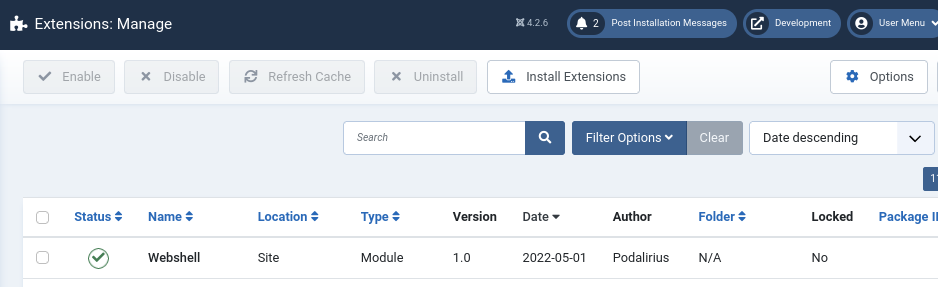 Extensions: Manage
4.2.6
2 Post Installation Messages
Development
User Menu
Enable
Disable
Refresh Cache
Uninstall
Install Extensions
Options
Search
Filter Options
Clear
Date descending
Status Name Location Type Version Date Author Folder Locked Package
Webshell Site Module 1.0 2022-05-01 Podalirius N/A No